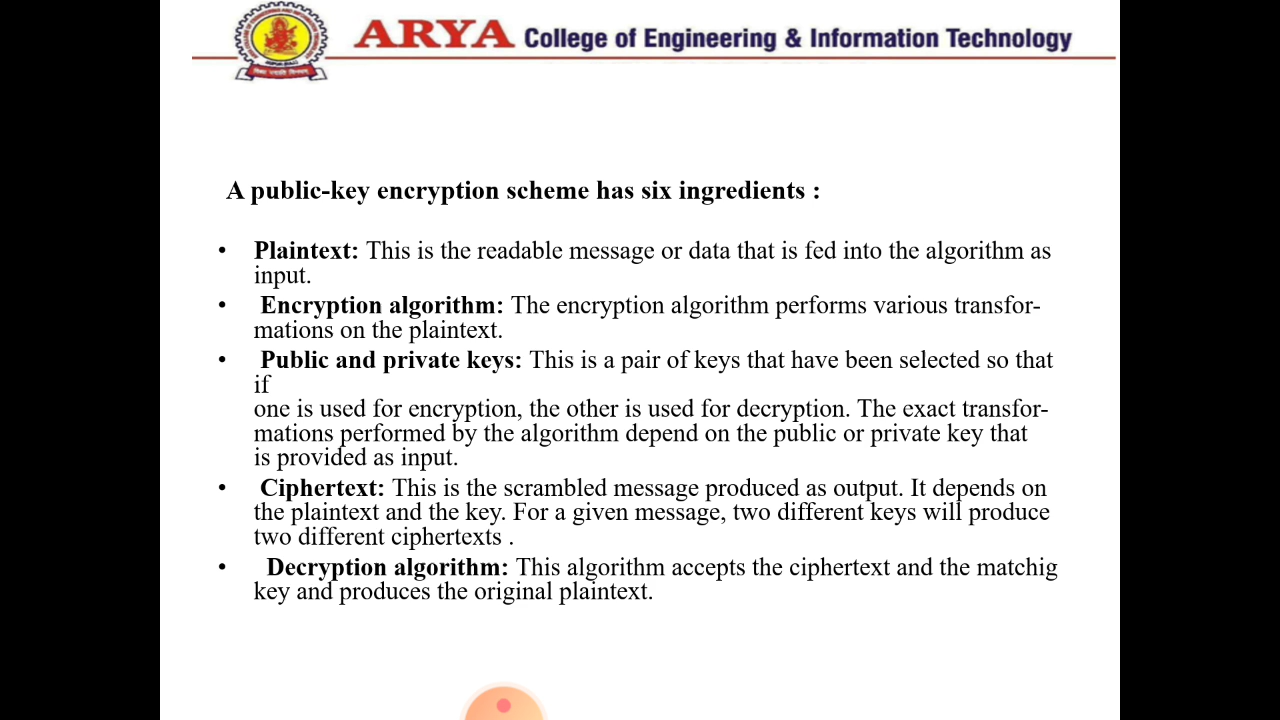 ARYA College of Engineering & Information Technology
A public-key encryption scheme has six ingredients :
• Plaintext: This is the readable message or data that is fed into the algorithm as
input.
• Encryption algorithm: The encryption algorithm performs various transfor-
mations on the plaintext.
• Public and private keys: This is a pair of keys that have been selected so that
if
one is used for encryption, the other is used for decryption. The exact transfor-
mations performed by the algorithm depend on the public or private key that
is provided as input.
• Ciphertext: This is the scrambled message produced as output. It depends on
the plaintext and the key. For a given message, two different keys will produce
two different ciphertexts .
• Decryption algorithm: This algorithm accepts the ciphertext and the matchig
key and produces the original plaintext.